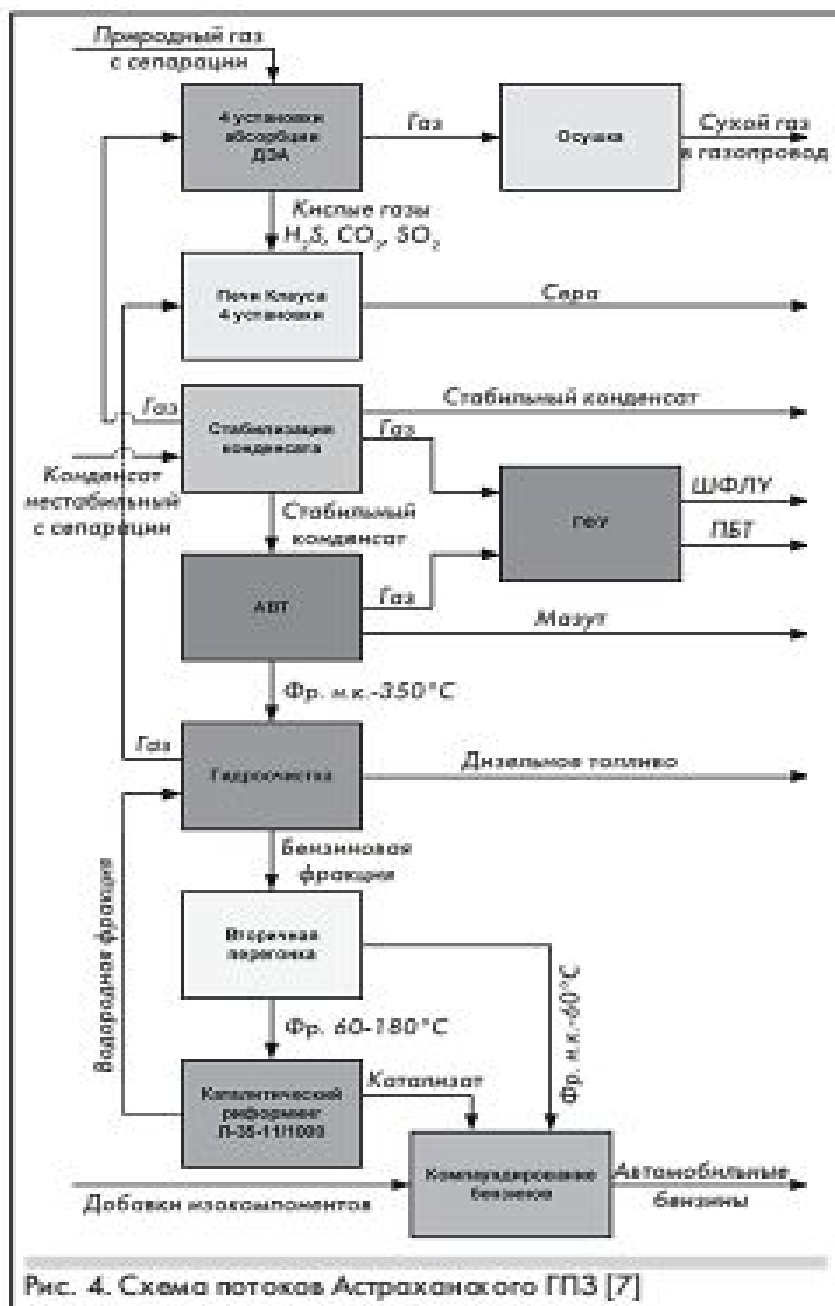 Природный газ
с сепарации
4 установки
абсорбции
ДЭА
Газ
Осушка
Сухой газ
в газопровод
Кислые газы
H₂S, CO₂, SO₂
Печи Клауса
4 установки
Сера
Газ
Стабилизация
конденсата
Стабильный конденсат
Газ
Конденсат
нестабильный
с сепарации
Стабильный
конденсат
ГФУ
ШФЛУ
ПБТ
АВТ
Газ
Мазут
Фр. н.к.-350°С
Газ
Гидроочистка
Дизельное топливо
Бензиновая
фракция
Водородная фракция
Вторичная
перегонка
Фр. н.к.-60°С
Фр. 60-180°С
Каталитический
риформинг
Л-35-11/1000
Катализат
Компаундирование
бензинов
Добавки изокомпонентов
Автомобильные
бензины
Рис. 4. Схема потоков Астраханского ГПЗ [7]